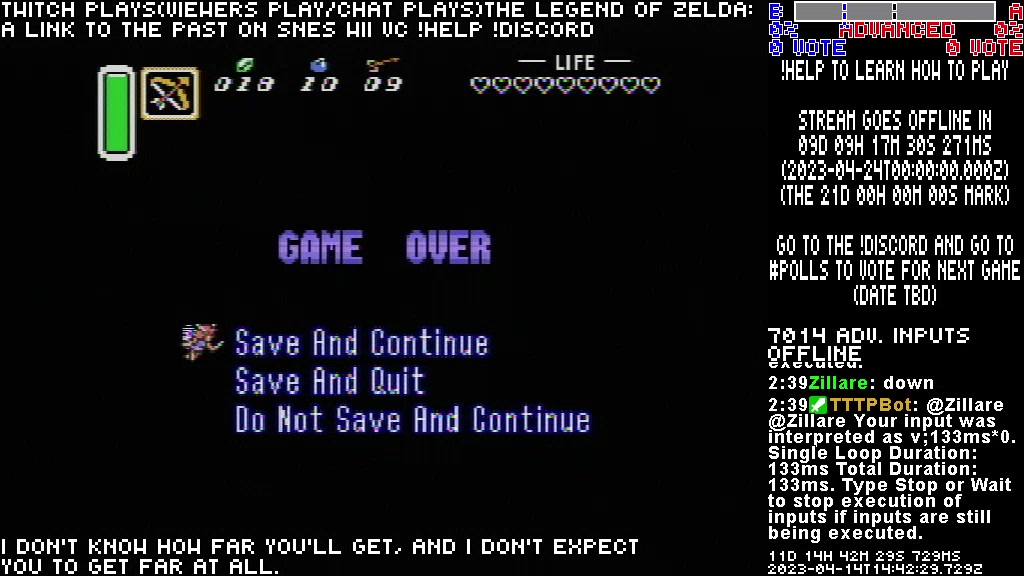 TWITCH PLAYS(VIEWERS PLAY/CHAT PLAYS)THE LEGEND OF ZELDA:
A LINK TO THE PAST ON SNES WII VC !HELP !DISCORD
B A
0% ADVANCED 0%
0 VOTE 0 VOTE
!HELP TO LEARN HOW TO PLAY
— LIFE —
018 10 09
STREAM GOES OFFLINE IN
09D 09H 17M 30S 271MS
(2023-04-24T00:00:00.000Z)
(THE 21D 00H 00M 00S MARK)
GAME OVER
GO TO THE !DISCORD AND GO TO
#POLLS TO VOTE FOR NEXT GAME
(DATE TBD)
Save And Continue
Save And Quit
Do Not Save And Continue
7014 ADV. INPUTS
OFFLINE
executed.
2:39Zillare: down
2:39TTTPBot: @Zillare
@Zillare Your input was
interpreted as v;133ms*0.
Single Loop Duration:
133ms Total Duration:
133ms. Type Stop or Wait
to stop execution of
inputs if inputs are still
being executed.
I DON'T KNOW HOW FAR YOU'LL GET, AND I DON'T EXPECT
YOU TO GET FAR AT ALL.
11D 14H 42M 29S 729MS
2023-04-14T14:42:29.729Z